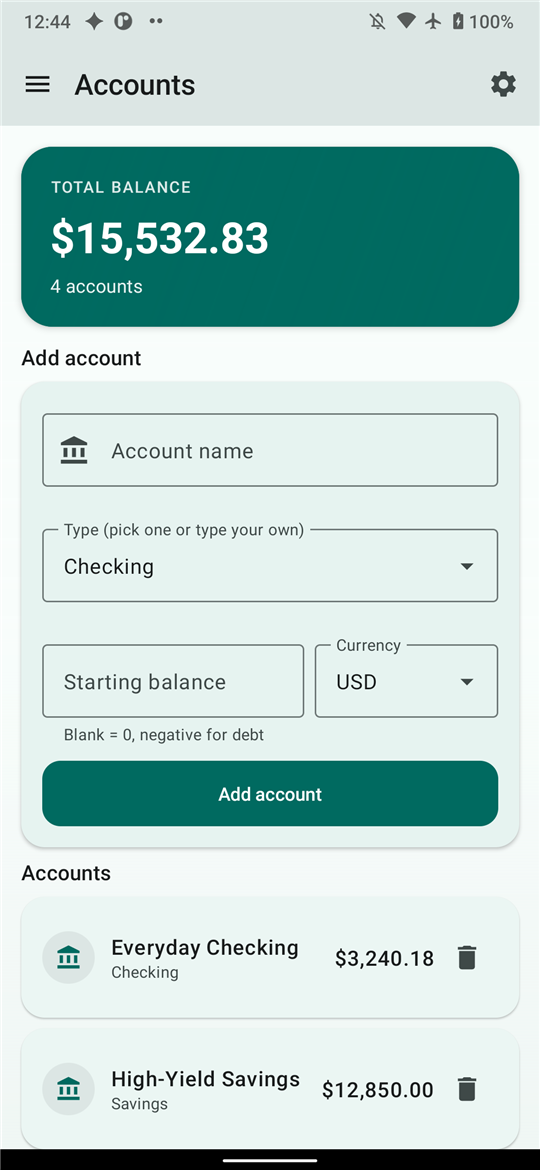 12:44
100%
Accounts
TOTAL BALANCE
$15,532.83
4 accounts
Add account
Account name
Type (pick one or type your own)
Checking
Starting balance
Currency
USD
Blank = 0, negative for debt
Add account
Accounts
Everyday Checking
Checking
$3,240.18
High-Yield Savings
Savings
$12,850.00